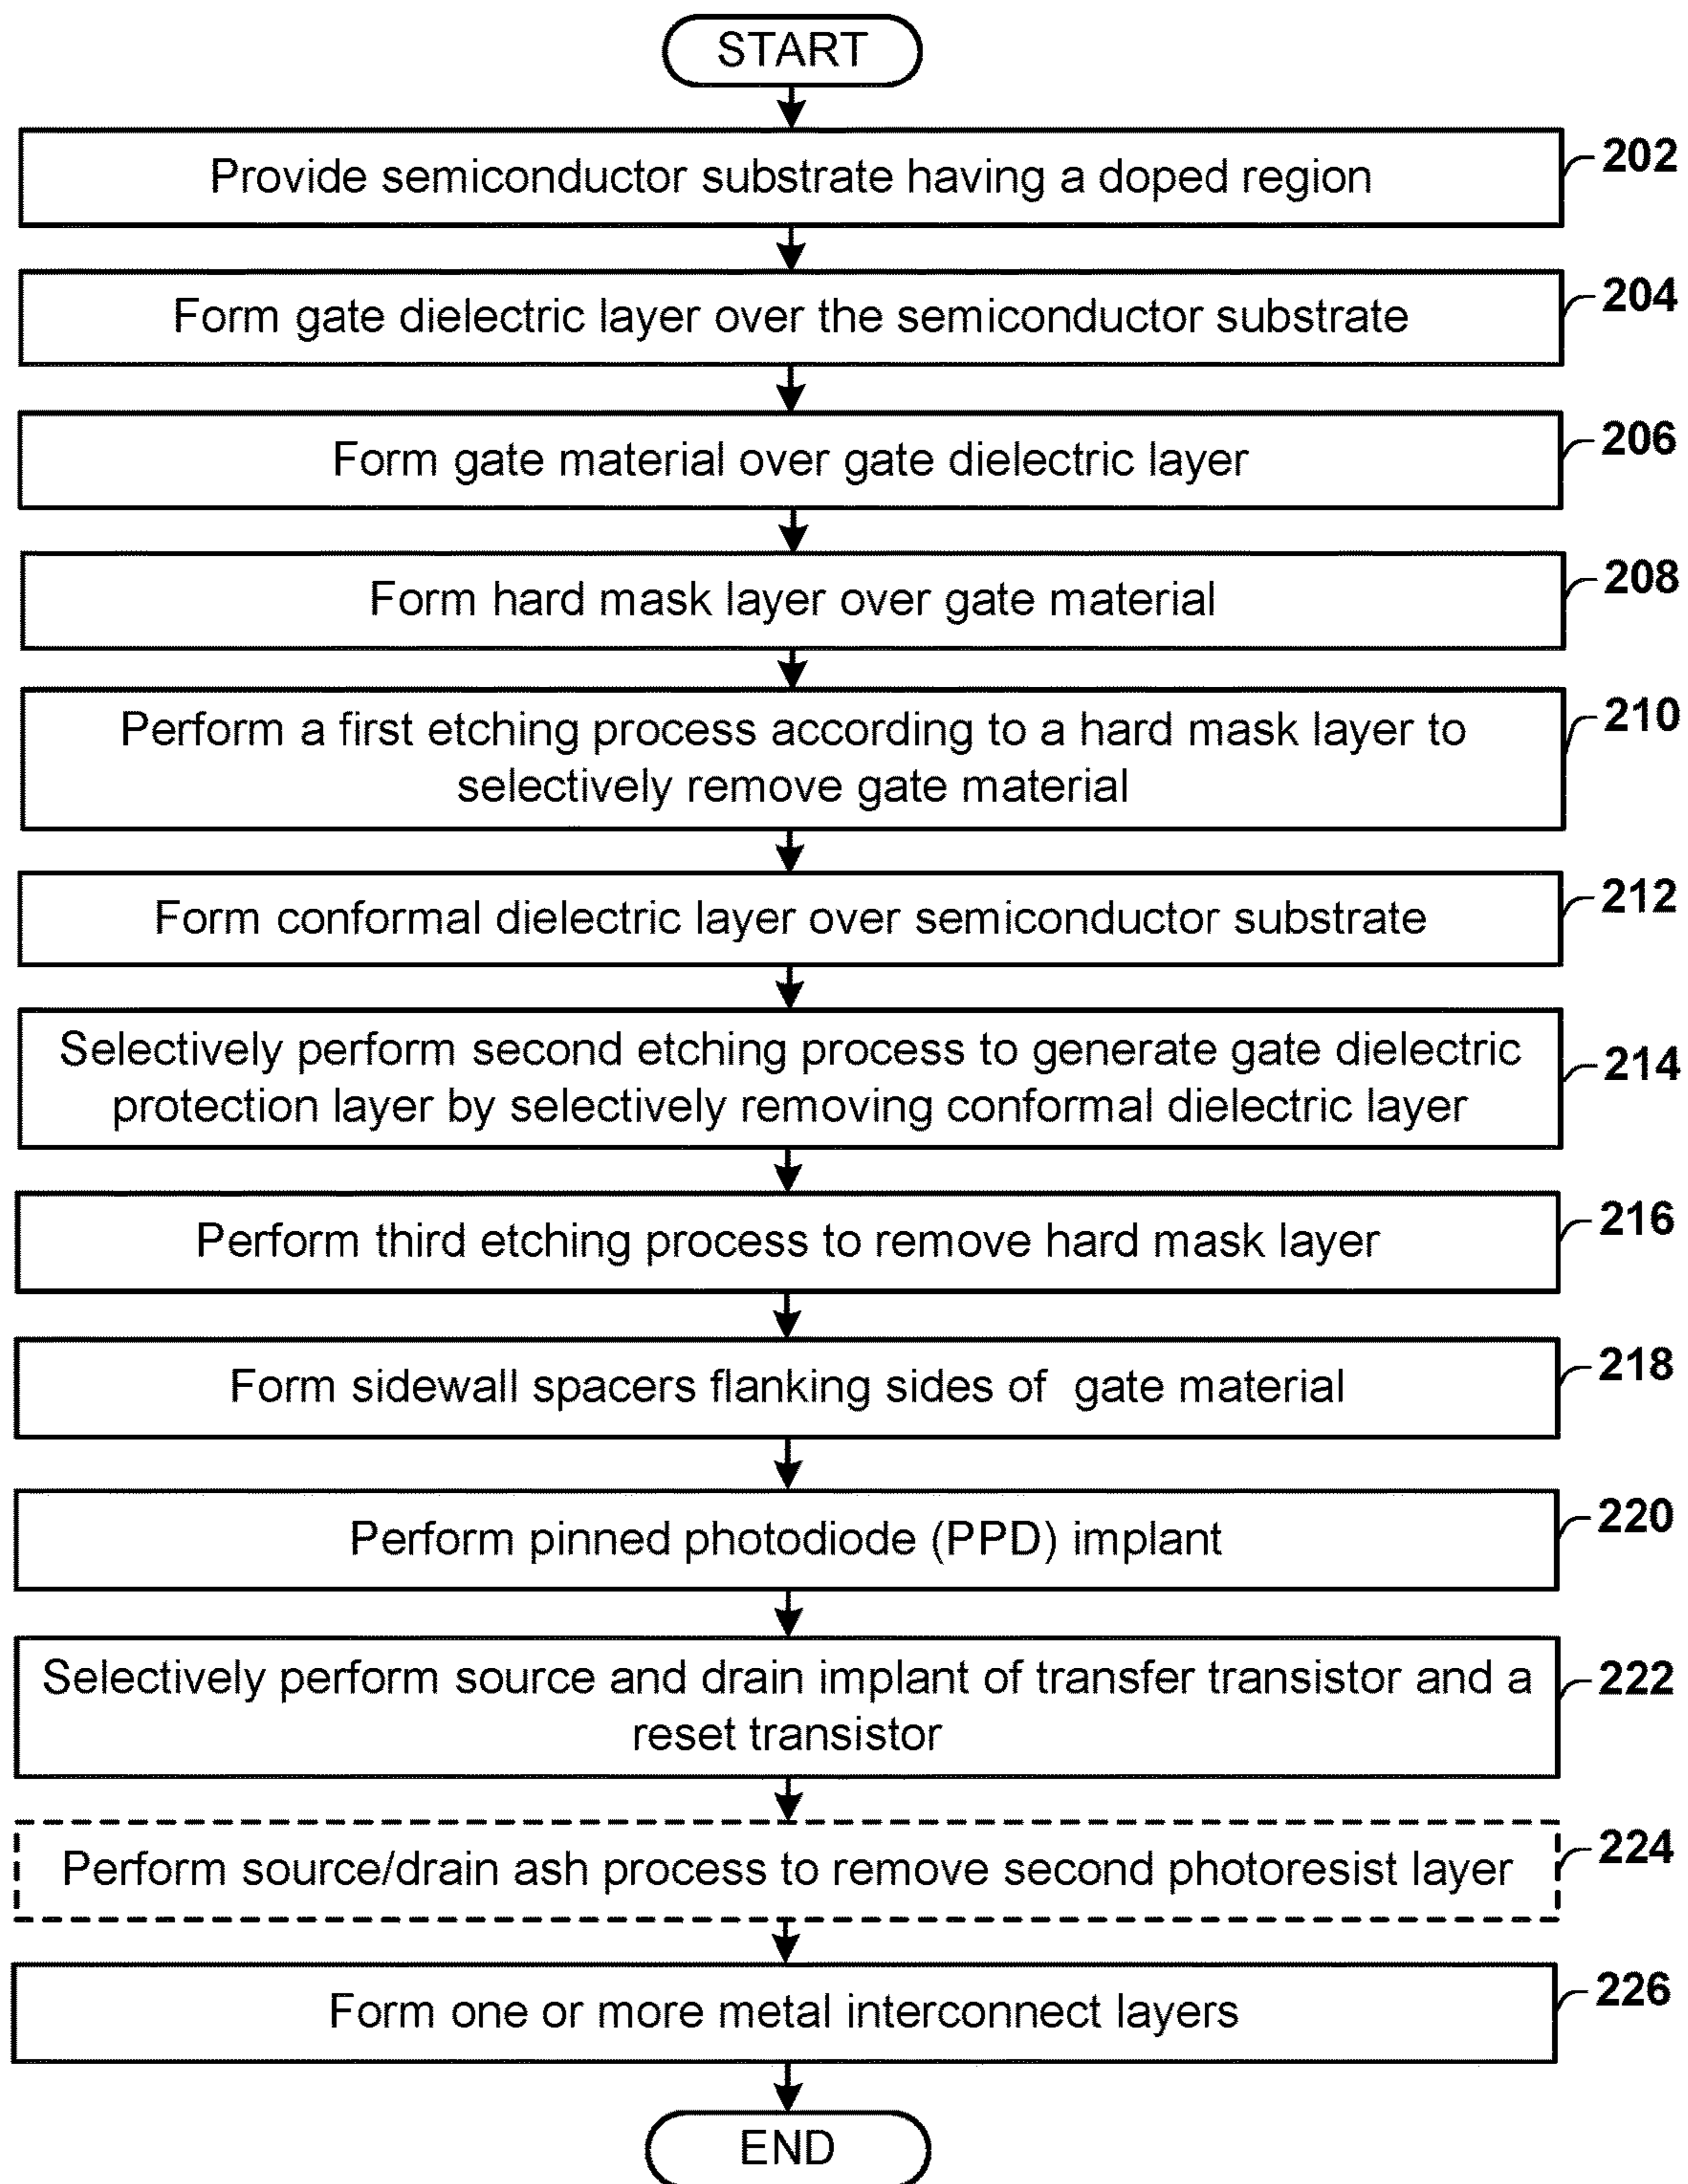 START
Provide semiconductor substrate having a doped region
202
Form gate dielectric layer over the semiconductor substrate
204
Form gate material over gate dielectric layer
206
Form hard mask layer over gate material
208
Perform a first etching process according to a hard mask layer to
selectively remove gate material
210
Form conformal dielectric layer over semiconductor substrate
212
Selectively perform second etching process to generate gate dielectric
protection layer by selectively removing conformal dielectric layer
214
Perform third etching process to remove hard mask layer
216
Form sidewall spacers flanking sides of gate material
218
Perform pinned photodiode (PPD) implant
220
Selectively perform source and drain implant of transfer transistor and a
reset transistor
222
Perform source/drain ash process to remove second photoresist layer
224
Form one or more metal interconnect layers
226
END